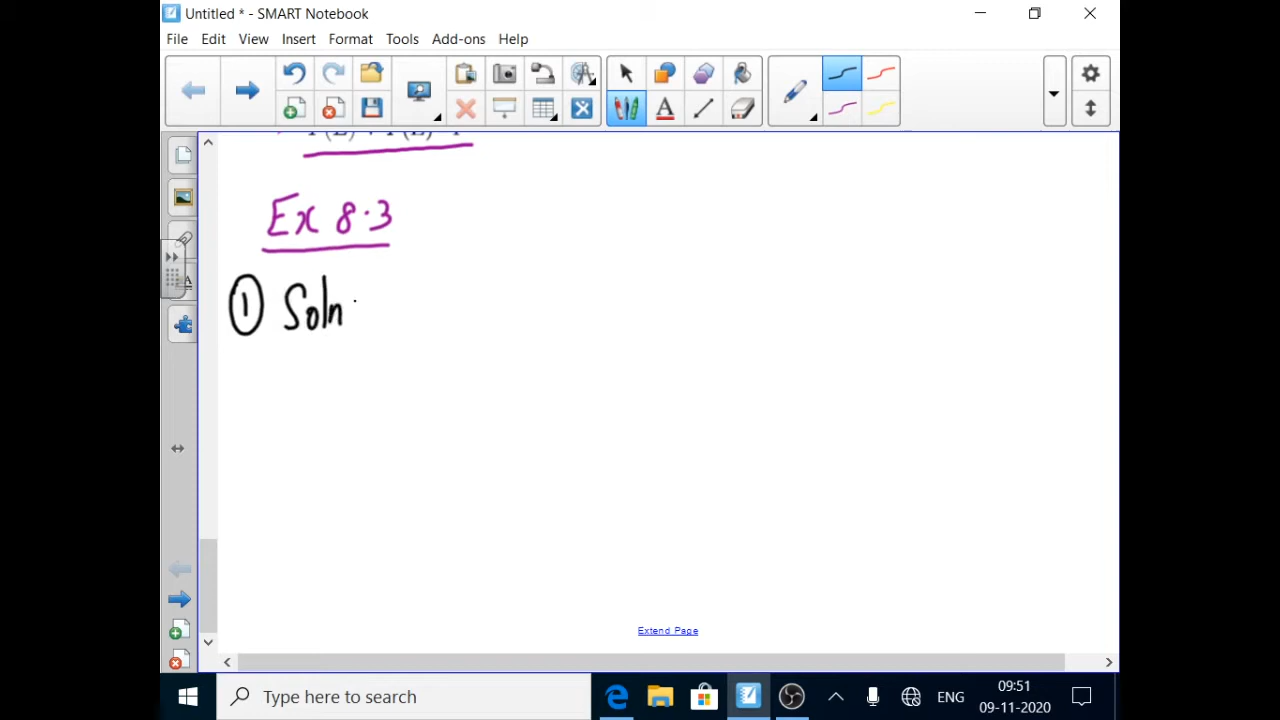 Untitled * - SMART Notebook
File Edit View Insert Format Tools Add-ons Help
Ex 8.3
① Soln
Extend Page
Type here to search
ENG
09:51
09-11-2020